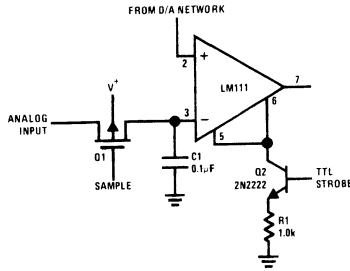 FROM D/A NETWORK
2
+
LM111
7
6
V+
ANALOG
INPUT
3
−
5
Q1
C1
0.1µF
Q2
2N2222
TTL
STROBE
SAMPLE
R1
1.0k